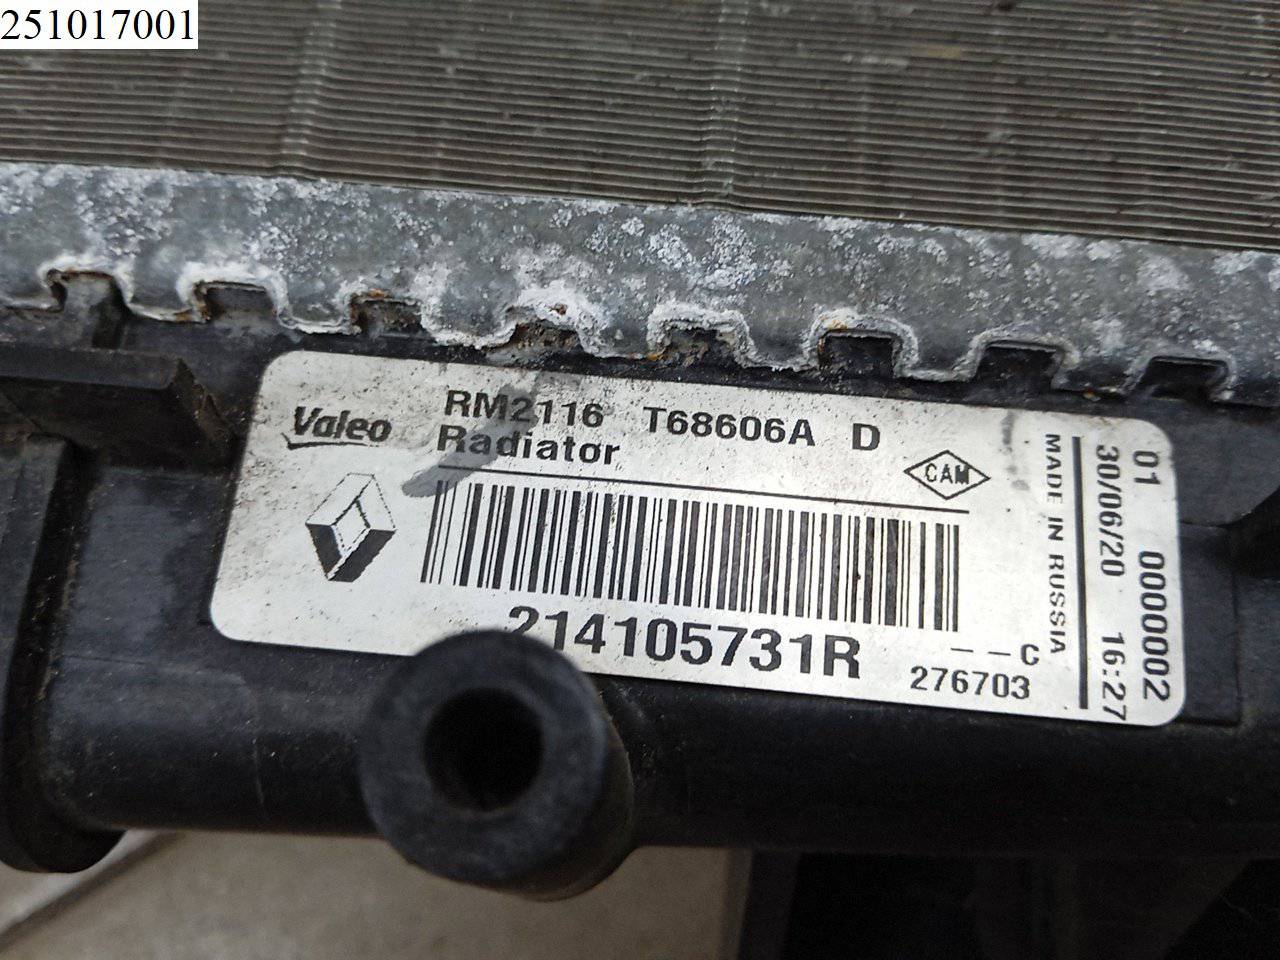 251017001
Valeo
RM2116 T68606A D
Radiator
CAM
214105731R
- - C
276703
MADE IN RUSSIA
30/06/20 16:27
01 0000002